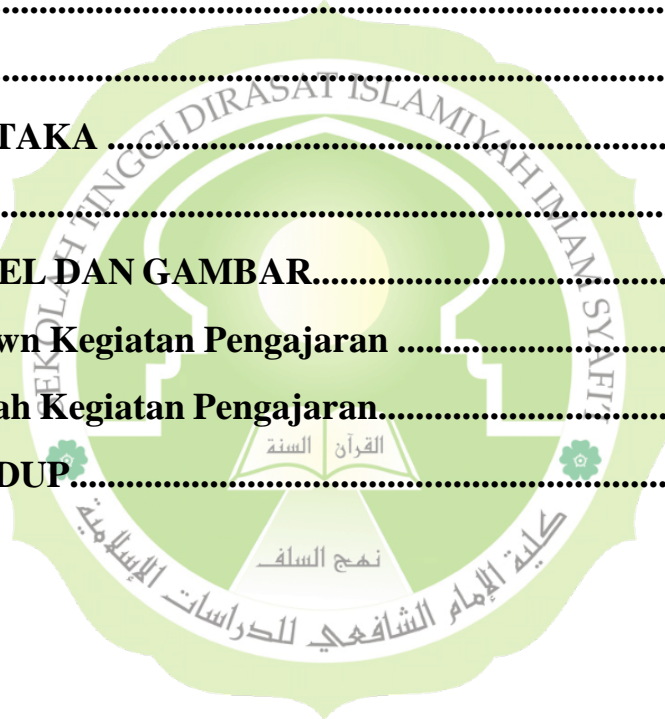 .......................................................................
.......................................................................
TAKA .......................................................
.......................................................................
EL DAN GAMBAR...................................
wn Kegiatan Pengajaran ...........................
ah Kegiatan Pengajaran.............................
DUP.............................................................
SEKOLAH TINGGI DIRASAT ISLAMIYAH IMAM SYAFI'I
القرآن السنة
نهج السلف
كلية الإمام الشافعي للدراسات الإسلامية